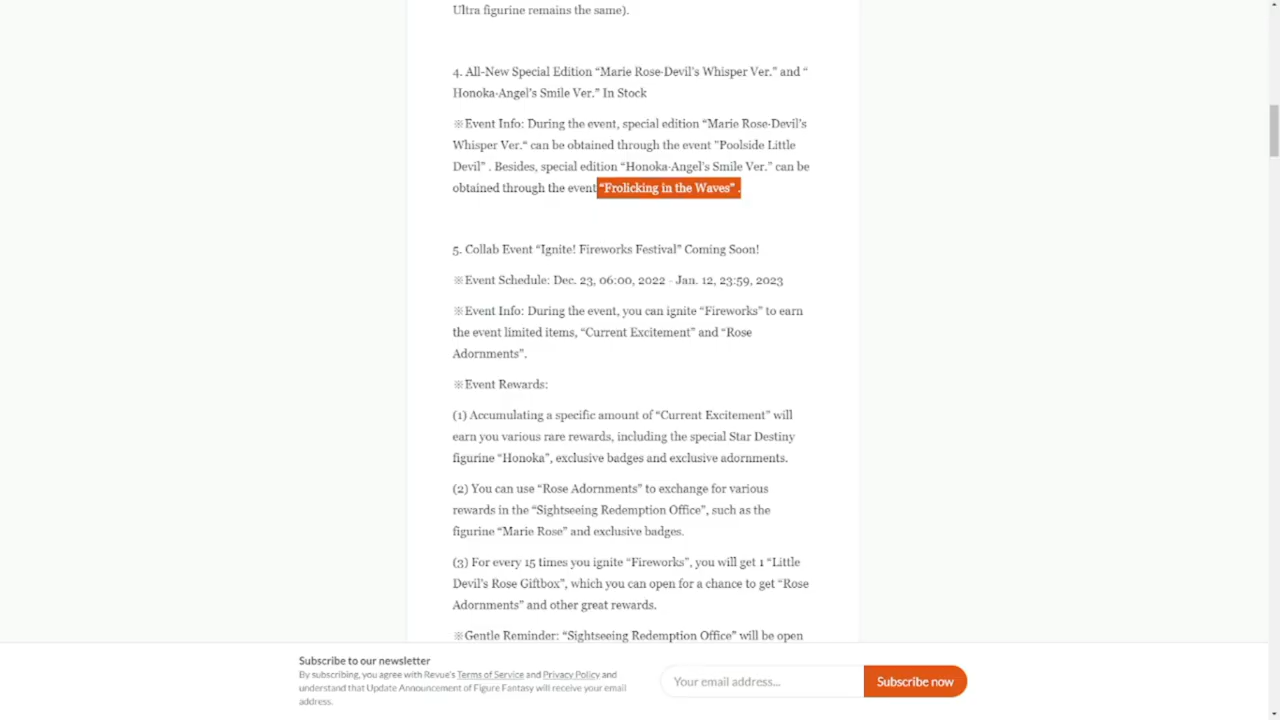 Ultra figurine remains the same).
4. All-New Special Edition “Marie Rose-Devil’s Whisper Ver.” and “
Honoka-Angel’s Smile Ver.” In Stock
※Event Info: During the event, special edition “Marie Rose-Devil’s
Whisper Ver.“ can be obtained through the event "Poolside Little
Devil” . Besides, special edition “Honoka-Angel’s Smile Ver.” can be
obtained through the event “Frolicking in the Waves” .
5. Collab Event “Ignite! Fireworks Festival” Coming Soon!
※Event Schedule: Dec. 23, 06:00, 2022 - Jan. 12, 23:59, 2023
※Event Info: During the event, you can ignite “Fireworks” to earn
the event limited items, “Current Excitement” and “Rose
Adornments”.
※Event Rewards:
(1) Accumulating a specific amount of “Current Excitement” will
earn you various rare rewards, including the special Star Destiny
figurine “Honoka”, exclusive badges and exclusive adornments.
(2) You can use “Rose Adornments” to exchange for various
rewards in the “Sightseeing Redemption Office”, such as the
figurine “Marie Rose” and exclusive badges.
(3) For every 15 times you ignite “Fireworks”, you will get 1 “Little
Devil’s Rose Giftbox”, which you can open for a chance to get “Rose
Adornments” and other great rewards.
※Gentle Reminder: “Sightseeing Redemption Office” will be open
Subscribe to our newsletter
By subscribing, you agree with Revue's Terms of Service and Privacy Policy and
understand that Update Announcement of Figure Fantasy will receive your email
address.
Your email address...
Subscribe now